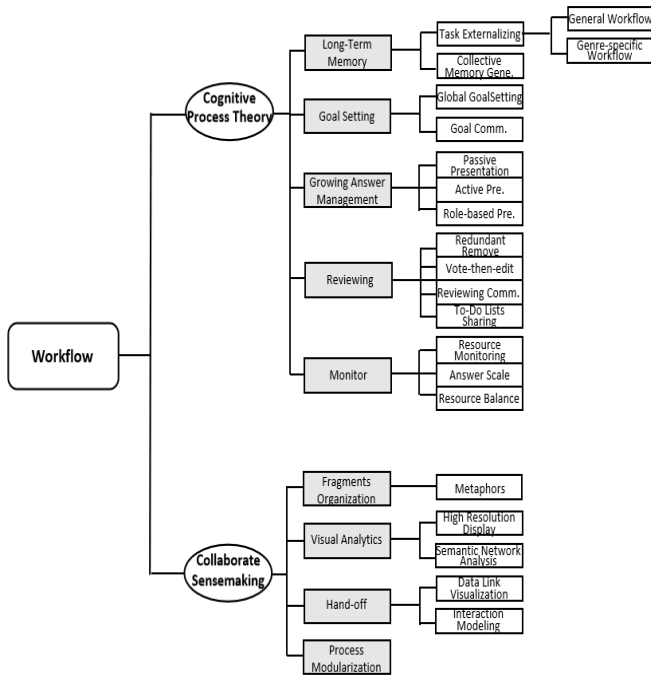 General Workflow
Long-Term
Memory
Task Externalizing
Genre-specific
Workflow
Collective
Memory Gene.
Cognitive
Process Theory
Global GoalSetting
Goal Setting
Goal Comm.
Passive
Presentation
Growing Answer
Management
Active Pre.
Role-based Pre.
Redundant
Remove
Vote-then-edit
Reviewing
Reviewing Comm.
To-Do Lists
Sharing
Workflow
Resource
Monitoring
Monitor
Answer Scale
Resource Balance
Fragments
Organization
Metaphors
High Resolution
Display
Visual Analytics
Semantic Network
Analysis
Collaborate
Sensemaking
Data Link
Visualization
Hand-off
Interaction
Modeling
Process
Modularization